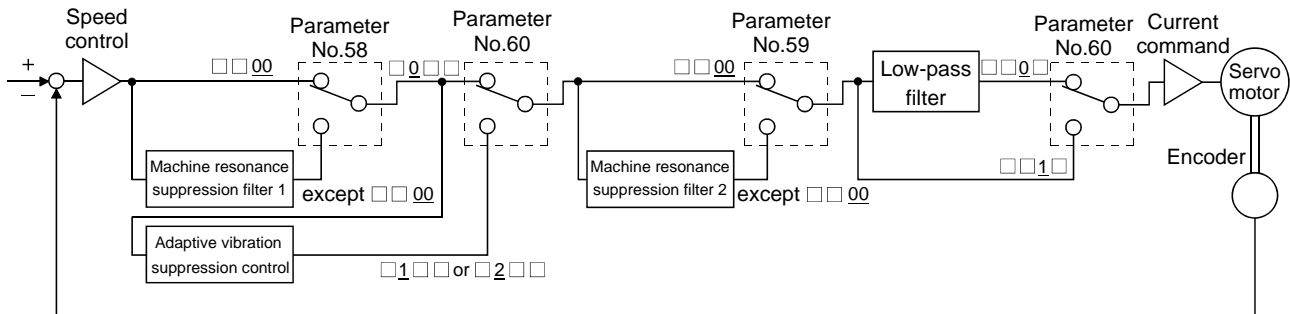 Speed
control
Parameter
No.58
Parameter
No.60
Parameter
No.59
Parameter
No.60
Current
command
+
−
□□00
□0□□
□□00
Low-pass
filter
□□0□
Servo
motor
Encoder
Machine resonance
suppression filter 1
except □□00
Machine resonance
suppression filter 2
except □□00
□□1□
Adaptive vibration
suppression control
□1□□ or □2□□